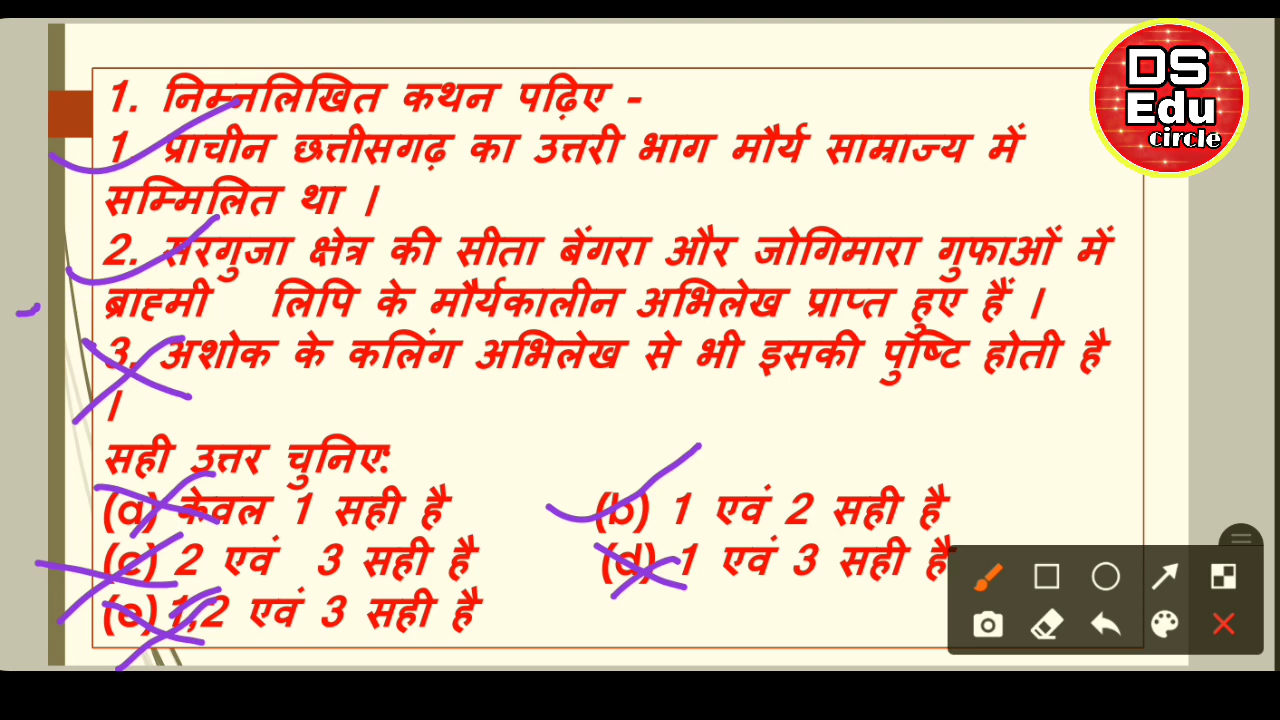 DS
Edu
circle
1. निम्नलिखित कथन पढ़िए -
1 प्राचीन छत्तीसगढ़ का उत्तरी भाग मौर्य साम्राज्य में
सम्मिलित था ।
2. सरगुजा क्षेत्र की सीता बेंगरा और जोगिमारा गुफाओं में
ब्राह्मी लिपि के मौर्यकालीन अभिलेख प्राप्त हुए हैं ।
3. अशोक के कलिंग अभिलेख से भी इसकी पुष्टि होती है
।
सही उत्तर चुनिए:
(a) केवल 1 सही है (b) 1 एवं 2 सही है
(c) 2 एवं 3 सही है (d) 1 एवं 3 सही है
(e) 1,2 एवं 3 सही है